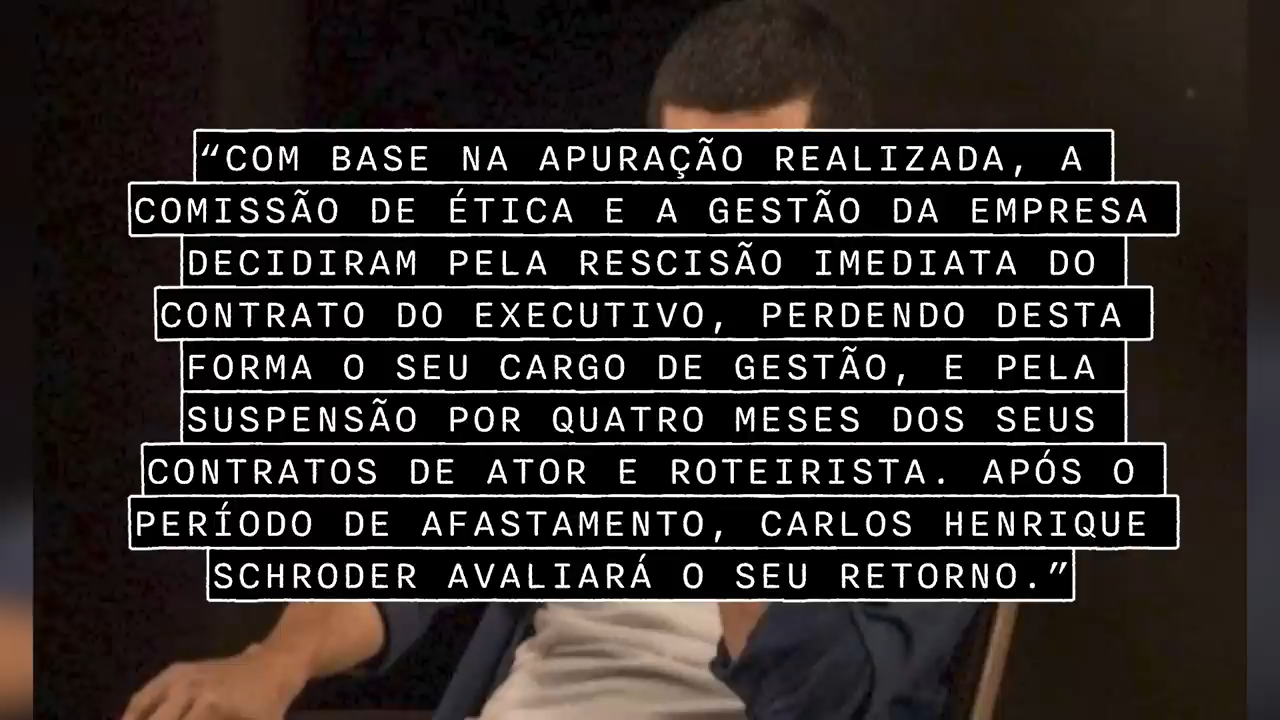 “COM BASE NA APURAÇÃO REALIZADA, A
COMISSÃO DE ÉTICA E A GESTÃO DA EMPRESA
DECIDIRAM PELA RESCISÃO IMEDIATA DO
CONTRATO DO EXECUTIVO, PERDENDO DESTA
FORMA O SEU CARGO DE GESTÃO, E PELA
SUSPENSÃO POR QUATRO MESES DOS SEUS
CONTRATOS DE ATOR E ROTEIRISTA. APÓS O
PERÍODO DE AFASTAMENTO, CARLOS HENRIQUE
SCHRODER AVALIARÁ O SEU RETORNO.”